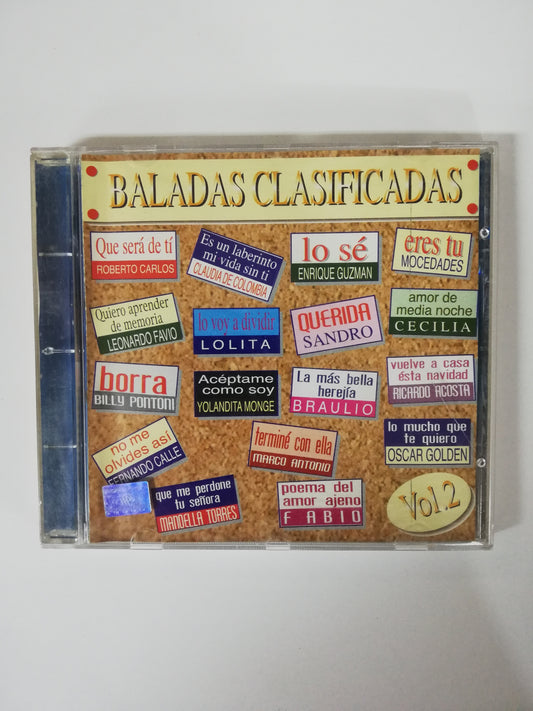 BALADAS CLASIFICADAS
Que será de tí
ROBERTO CARLOS
Es un laberinto
mi vida sin ti
CLAUDIA DE COLOMBIA
lo sé
ENRIQUE GUZMAN
eres tu
MOCEDADES
Quiero aprender
de memoria
LEONARDO FAVIO
lo voy a dividir
LOLITA
QUERIDA
SANDRO
amor de
media noche
CECILIA
borra
BILLY PONTONI
Acéptame
como soy
YOLANDITA MONGE
La más bella
herejía
BRAULIO
vuelve a casa
ésta navidad
RICARDO ACOSTA
no me
olvides así
FERNANDO CALLE
terminé con ella
MARCO ANTONIO
lo mucho que
te quiero
OSCAR GOLDEN
que me perdone
tu señora
MANOELLA TORRES
poema del
amor ajeno
FABIO
Vol.2